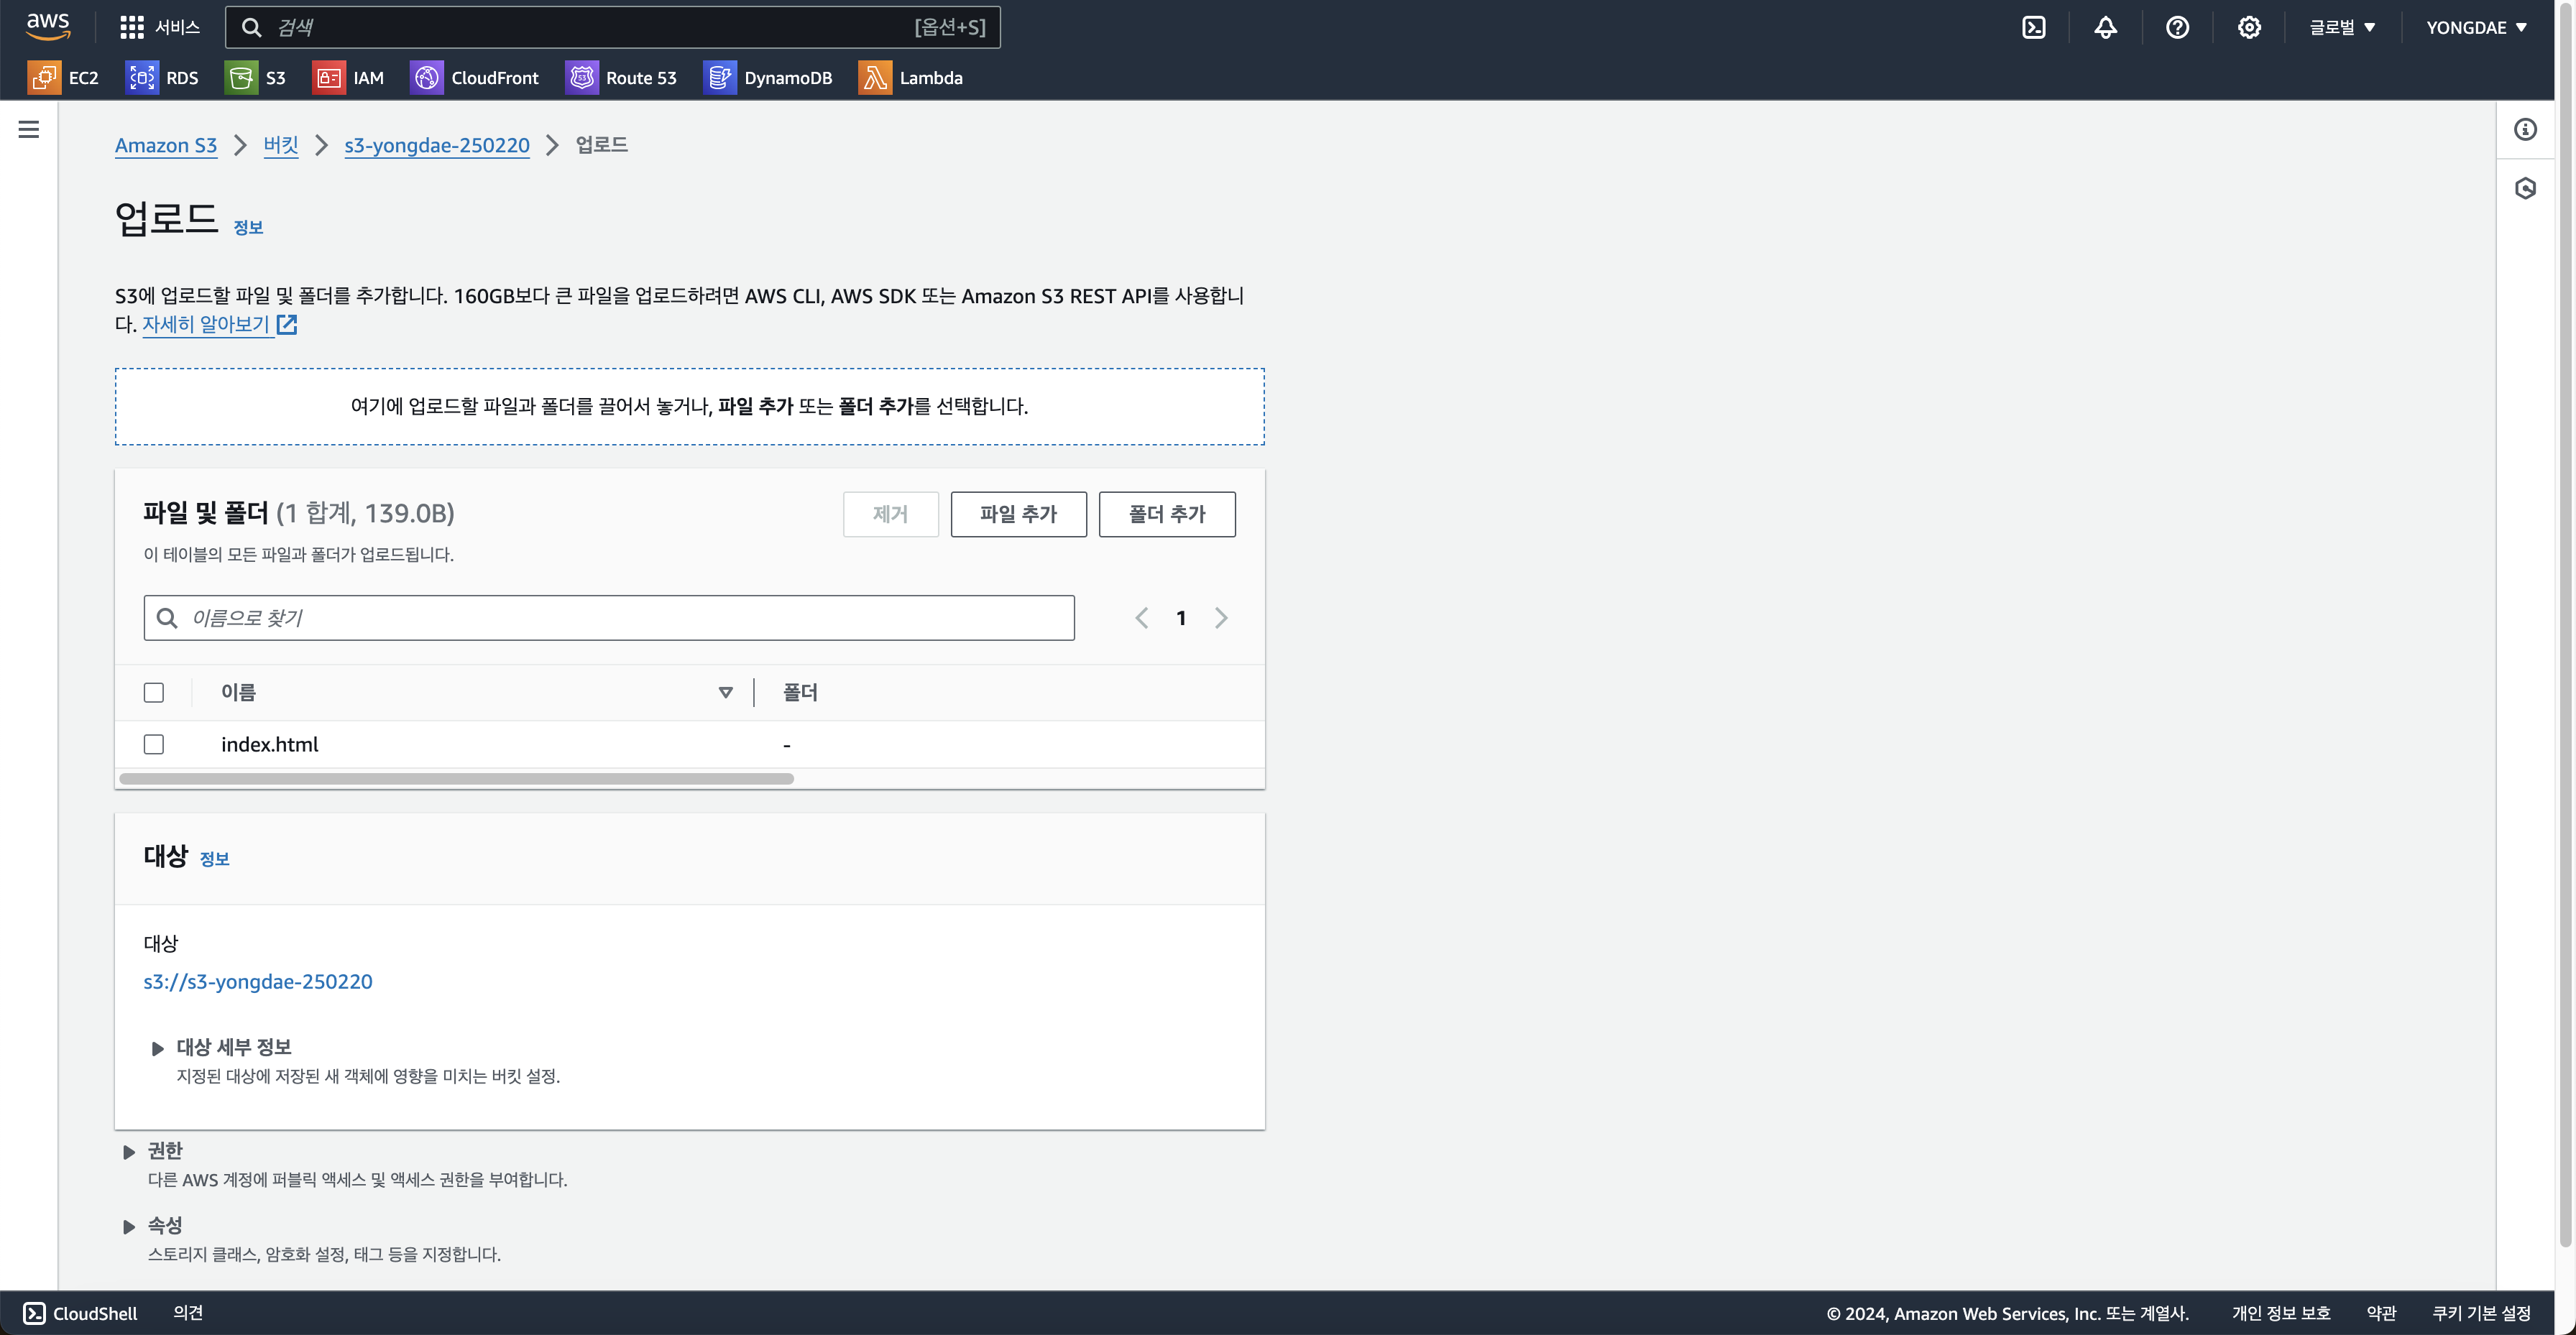 aws
서비스
검색
[옵션+S]
글로벌
YONGDAE
EC2
RDS
S3
IAM
CloudFront
Route 53
DynamoDB
Lambda
Amazon S3 > 버킷 > s3-yongdae-250220 > 업로드
업로드 정보
S3에 업로드할 파일 및 폴더를 추가합니다. 160GB보다 큰 파일을 업로드하려면 AWS CLI, AWS SDK 또는 Amazon S3 REST API를 사용합니
다. 자세히 알아보기
여기에 업로드할 파일과 폴더를 끌어서 놓거나, 파일 추가 또는 폴더 추가를 선택합니다.
파일 및 폴더 (1 합계, 139.0B)
제거
파일 추가
폴더 추가
이 테이블의 모든 파일과 폴더가 업로드됩니다.
이름으로 찾기
1
이름
폴더
index.html
-
대상 정보
대상
s3://s3-yongdae-250220
대상 세부 정보
지정된 대상에 저장된 새 객체에 영향을 미치는 버킷 설정.
권한
다른 AWS 계정에 퍼블릭 액세스 및 액세스 권한을 부여합니다.
속성
스토리지 클래스, 암호화 설정, 태그 등을 지정합니다.
CloudShell
의견
© 2024, Amazon Web Services, Inc. 또는 계열사.
개인 정보 보호
약관
쿠키 기본 설정